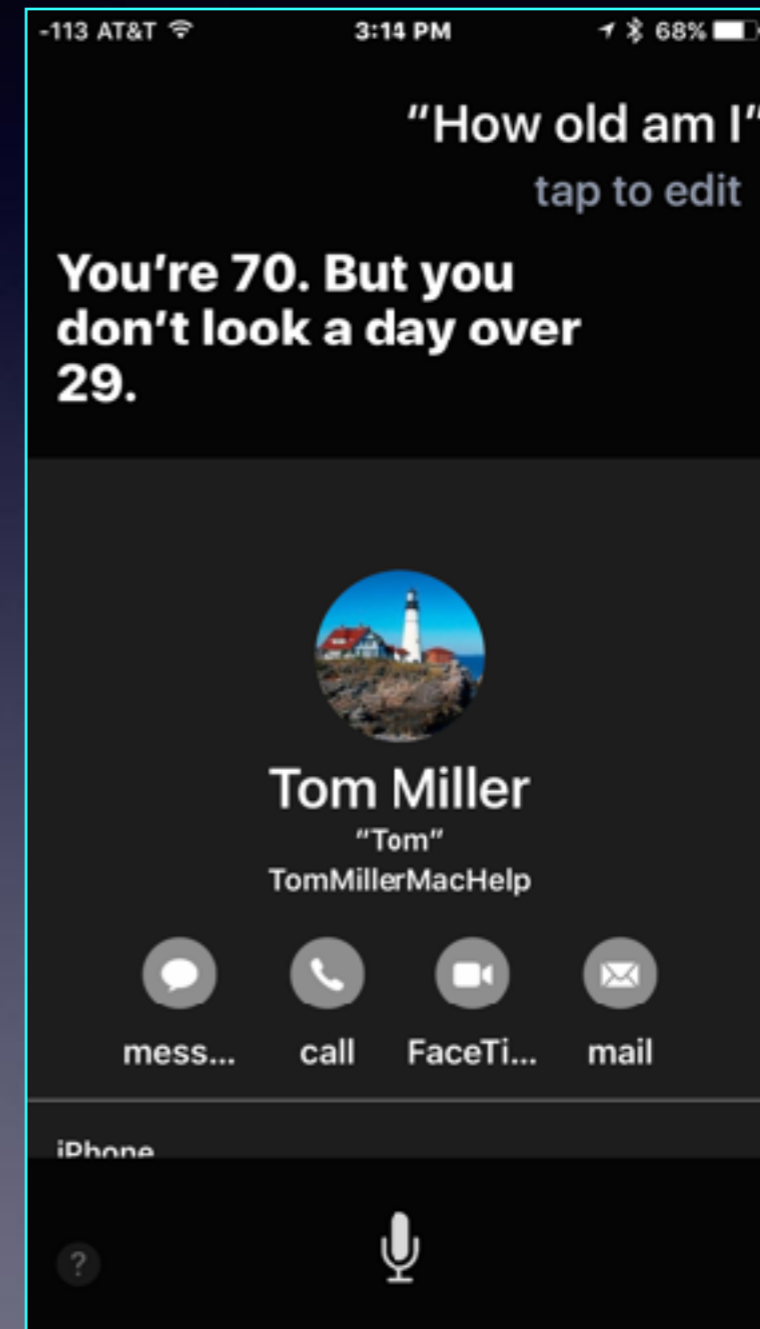 -113 AT&T 3:14 PM 68%
"How old am I"
tap to edit
You're 70. But you
don't look a day over
29.
Tom Miller
"Tom"
TomMillerMacHelp
mess... call FaceTi... mail
iPhone
?